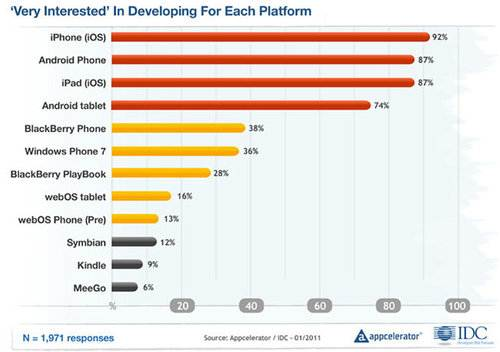 'Very Interested' In Developing For Each Platform
iPhone (iOS) 92%
Android Phone 87%
iPad (iOS) 87%
Android tablet 74%
BlackBerry Phone 38%
Windows Phone 7 36%
BlackBerry PlayBook 28%
webOS tablet 16%
webOS Phone (Pre) 13%
Symbian 12%
Kindle 9%
MeeGo 6%
% 20 40 60 80 100
N = 1,971 responses
Source: Appcelerator / IDC - 01/2011
appcelerator
IDC
Analyze the Future